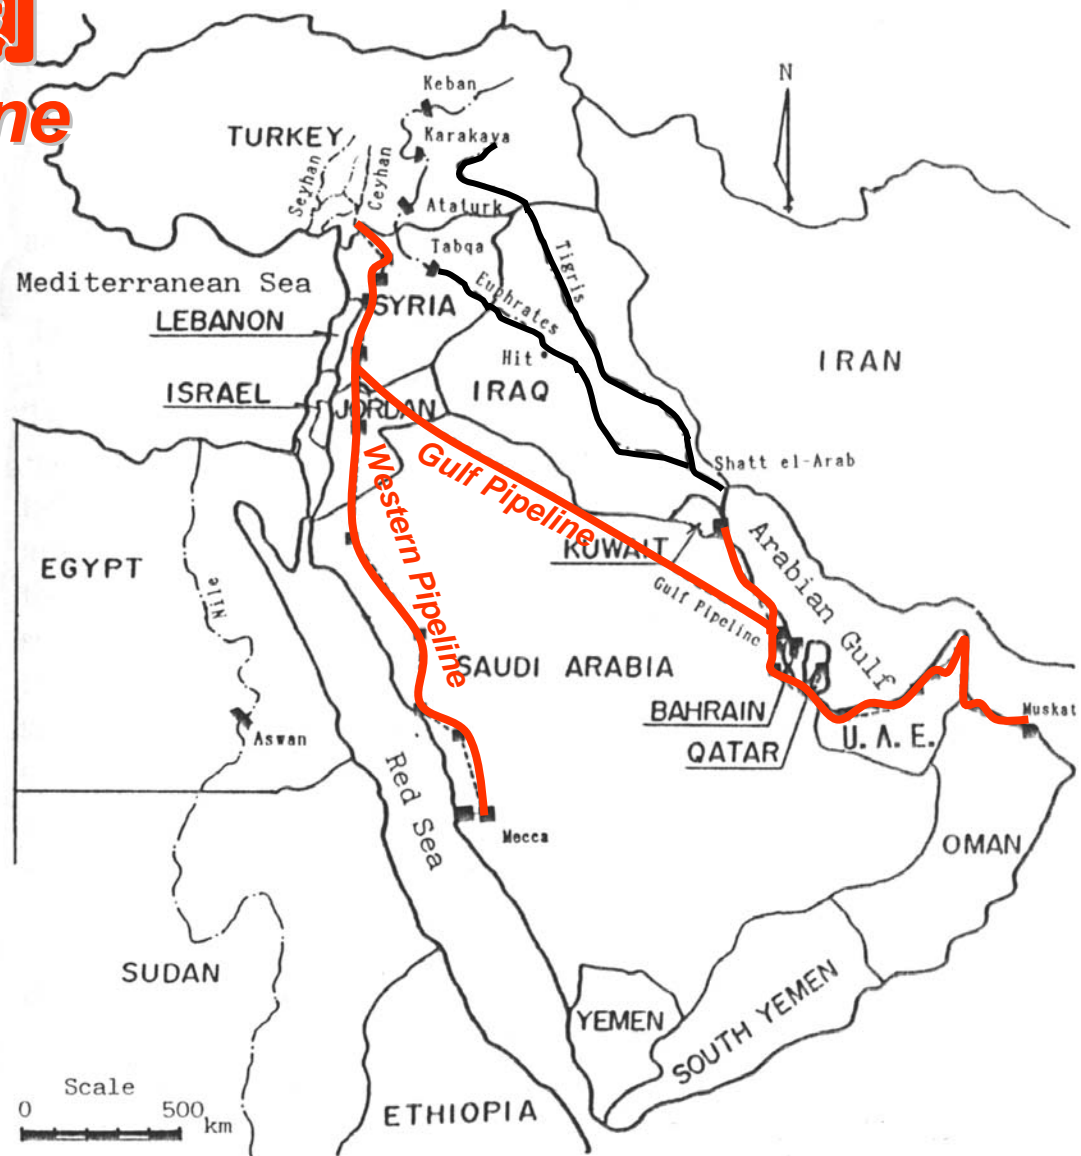 ne
N
Keban
TURKEY
Karakaya
Seyhan
Ceyhan
Ataturk
Tabqa
Tigris
Mediterranean Sea
Euphrates
SYRIA
LEBANON
Hit
IRAN
ISRAEL
IRAQ
JORDAN
Shatt el-Arab
Gulf Pipeline
Western Pipeline
KUWAIT
Arabian Gulf
EGYPT
Nile
Gulf Pipeline
SAUDI ARABIA
BAHRAIN
Muskat
QATAR
U. A. E.
Aswan
Red Sea
Mecca
OMAN
SUDAN
YEMEN
SOUTH YEMEN
Scale
0 500 km
ETHIOPIA